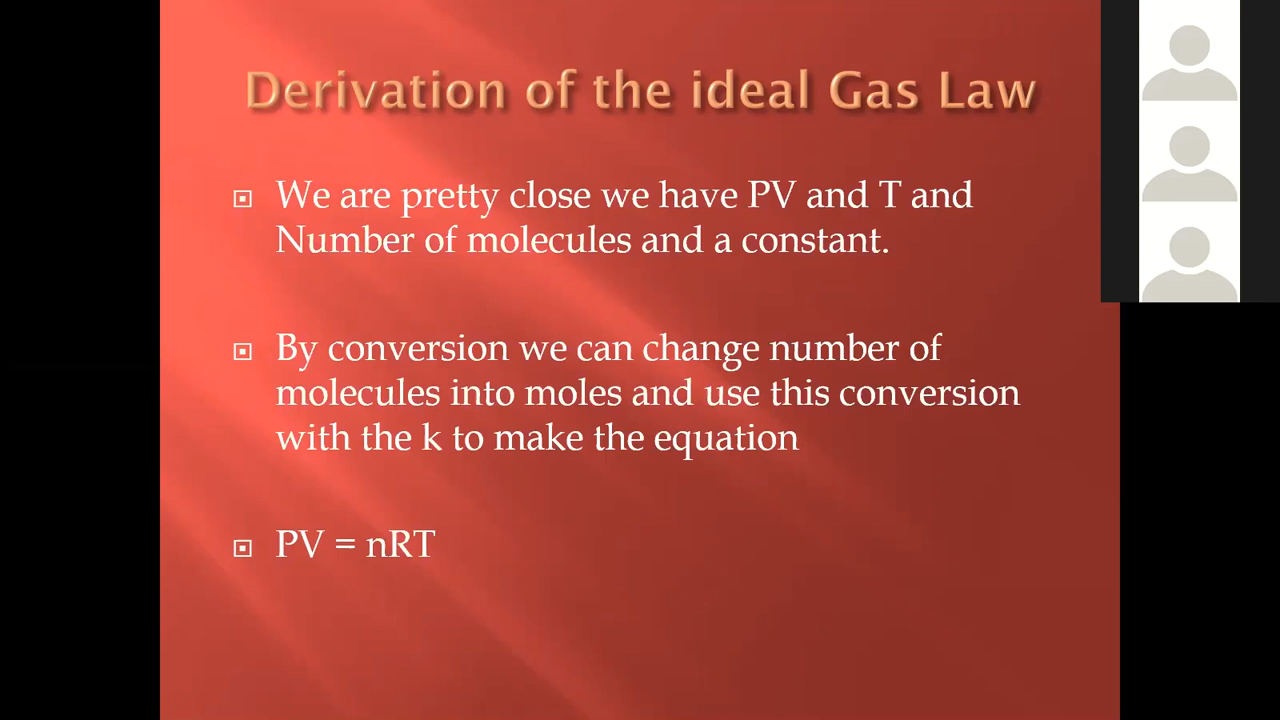 Derivation of the ideal Gas Law
We are pretty close we have PV and T and
Number of molecules and a constant.
By conversion we can change number of
molecules into moles and use this conversion
with the k to make the equation
PV = nRT